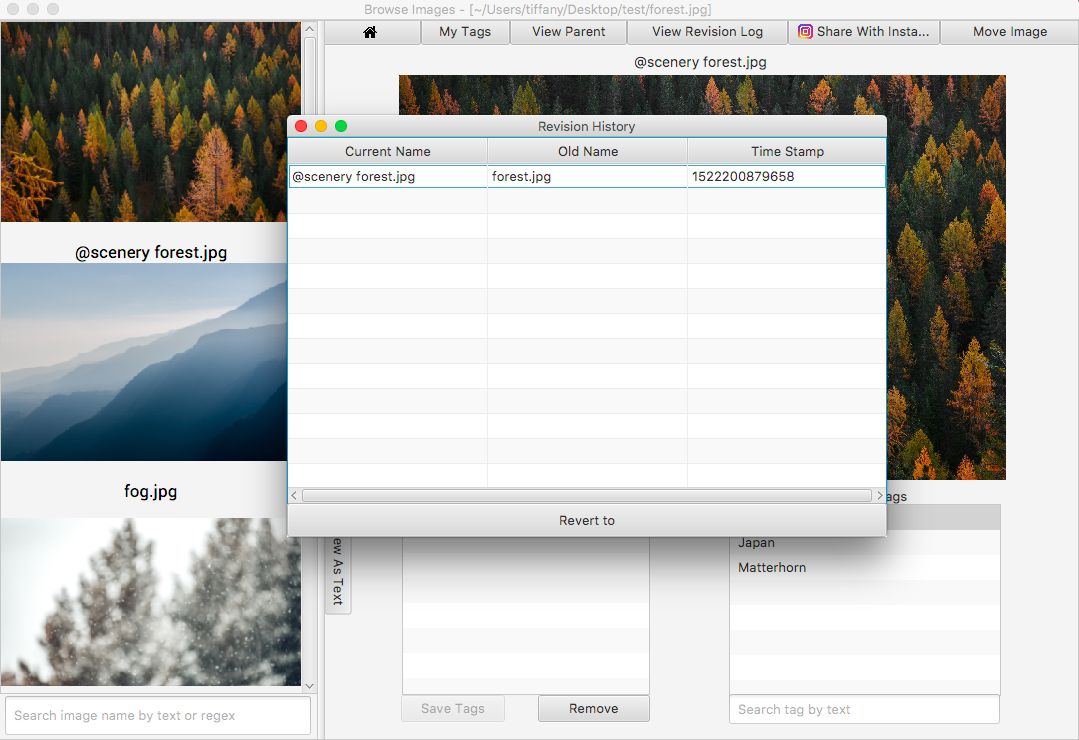 Browse Images - [~/Users/tiffany/Desktop/test/forest.jpg]
My Tags
View Parent
View Revision Log
Share With Insta...
Move Image
@scenery forest.jpg
@scenery forest.jpg
fog.jpg
Search image name by text or regex
Revision History
Current Name Old Name Time Stamp
@scenery forest.jpg forest.jpg 1522200879658
Revert to
As Text
Japan
Matterhorn
Save Tags
Remove
Search tag by text